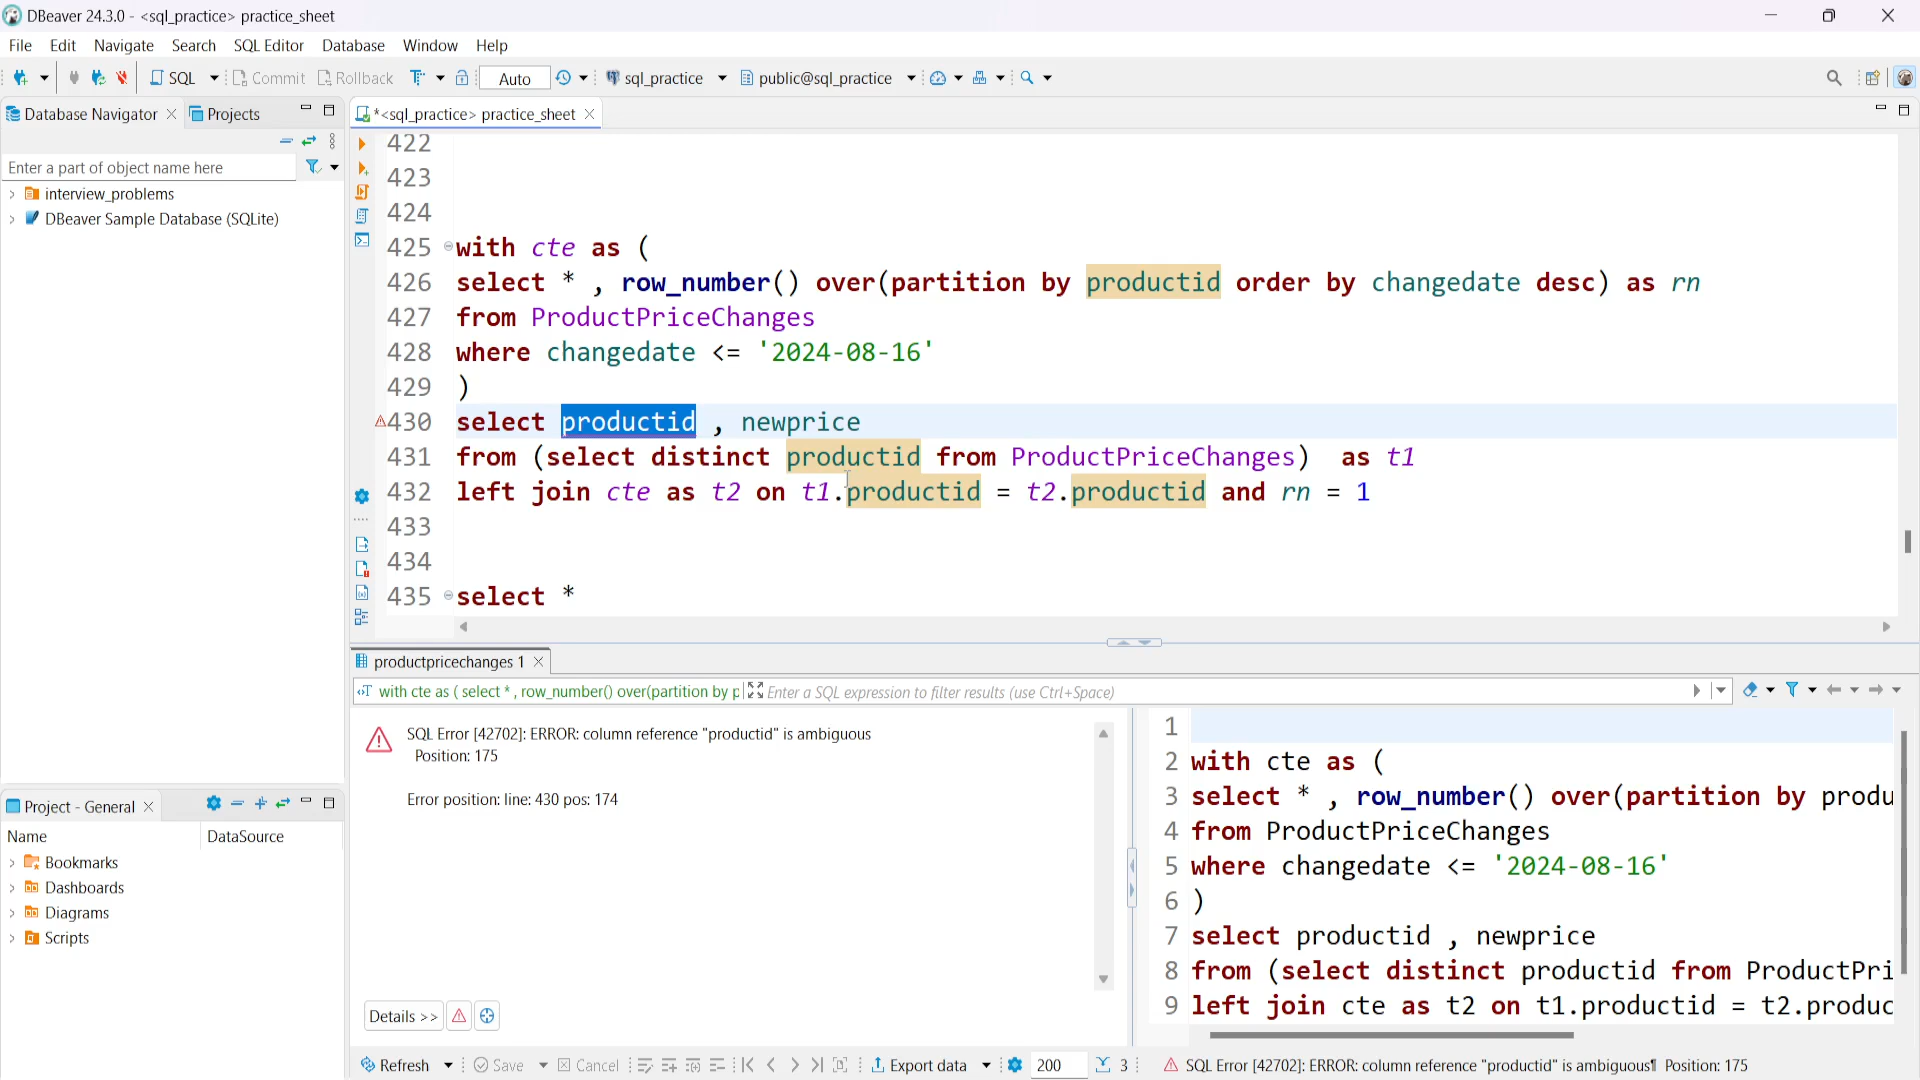 DBeaver 24.3.0 - <sql_practice> practice_sheet
File Edit Navigate Search SQL Editor Database Window Help
SQL Commit Rollback Auto sql_practice public@sql_practice
Database Navigator Projects
*<sql_practice> practice_sheet
Enter a part of object name here
interview_problems
DBeaver Sample Database (SQLite)
422
423
424
425 with cte as (
426 select * , row_number() over(partition by productid order by changedate desc) as rn
427 from ProductPriceChanges
428 where changedate <= '2024-08-16'
429 )
430 select productid , newprice
431 from (select distinct productid from ProductPriceChanges) as t1
432 left join cte as t2 on t1.productid = t2.productid and rn = 1
433
434
435 select *
productpricechanges 1
with cte as ( select * , row_number() over(partition by p Enter a SQL expression to filter results (use Ctrl+Space)
SQL Error [42702]: ERROR: column reference "productid" is ambiguous
Position: 175
Error position: line: 430 pos: 174
1
2 with cte as (
3 select * , row_number() over(partition by produ
4 from ProductPriceChanges
5 where changedate <= '2024-08-16'
6 )
7 select productid , newprice
8 from (select distinct productid from ProductPri
9 left join cte as t2 on t1.productid = t2.produc
Project - General
Name DataSource
Bookmarks
Dashboards
Diagrams
Scripts
Details >>
Refresh Save Cancel Export data 200 3 SQL Error [42702]: ERROR: column reference "productid" is ambiguous¶ Position: 175